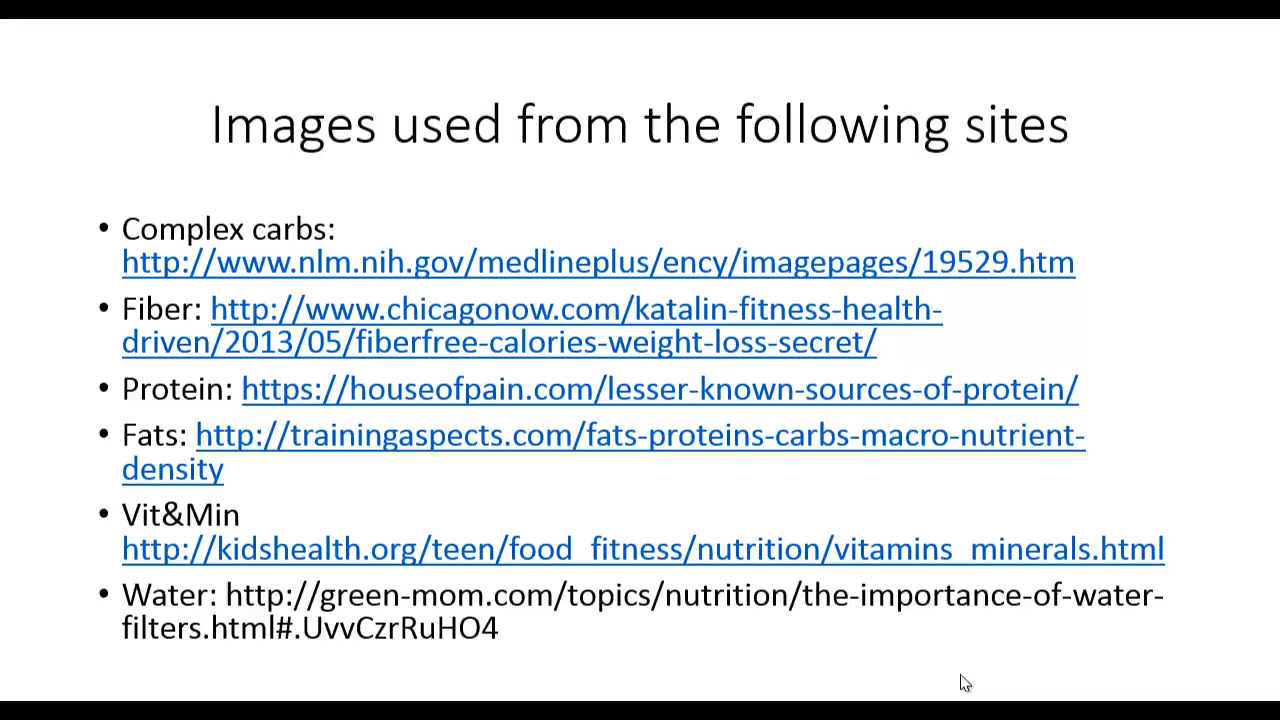 Images used from the following sites
• Complex carbs:
http://www.nlm.nih.gov/medlineplus/ency/imagepages/19529.htm
• Fiber: http://www.chicagonow.com/katalin-fitness-health-
driven/2013/05/fiberfree-calories-weight-loss-secret/
• Protein: https://houseofpain.com/lesser-known-sources-of-protein/
• Fats: http://trainingaspects.com/fats-proteins-carbs-macro-nutrient-
density
• Vit&Min
http://kidshealth.org/teen/food_fitness/nutrition/vitamins_minerals.html
• Water: http://green-mom.com/topics/nutrition/the-importance-of-water-
filters.html#.UvvCzrRuHO4